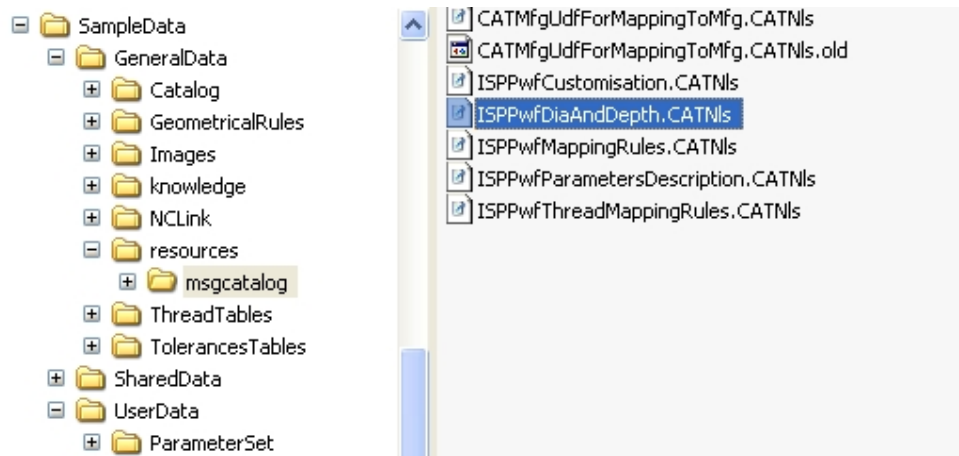 SampleData
GeneralData
Catalog
GeometricalRules
Images
knowledge
NCLink
resources
msgcatalog
ThreadTables
TolerancesTables
SharedData
UserData
ParameterSet
CATMfgUdfForMappingToMfg.CATNls
CATMfgUdfForMappingToMfg.CATNls.old
ISPPwfCustomisation.CATNls
ISPPwfDiaAndDepth.CATNls
ISPPwfMappingRules.CATNls
ISPPwfParametersDescription.CATNls
ISPPwfThreadMappingRules.CATNls